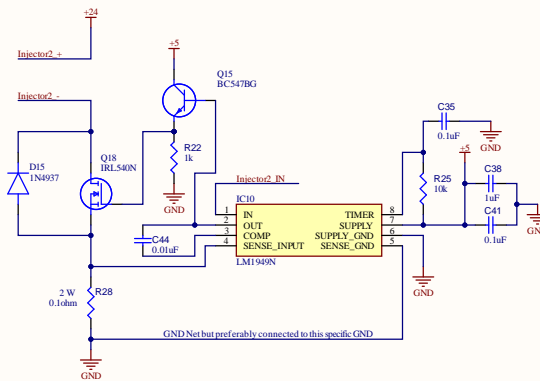 +24
Injector2_+
+5
Q15
BC547BG
Injector2_-
C35
0.1uF
GND
D15
1N4937
Q18
IRL540N
R22
1k
GND
+5
R25
10k
C38
1uF
C41
0.1uF
GND
Injector2_IN
IC10
1 IN TIMER 8
2 OUT SUPPLY 7
3 COMP SUPPLY_GND 6
4 SENSE_INPUT SENSE_GND 5
LM1949N
C44
0.01uF
GND
2 W
0.1ohm
R28
GND Net but preferably connected to this specific GND
GND